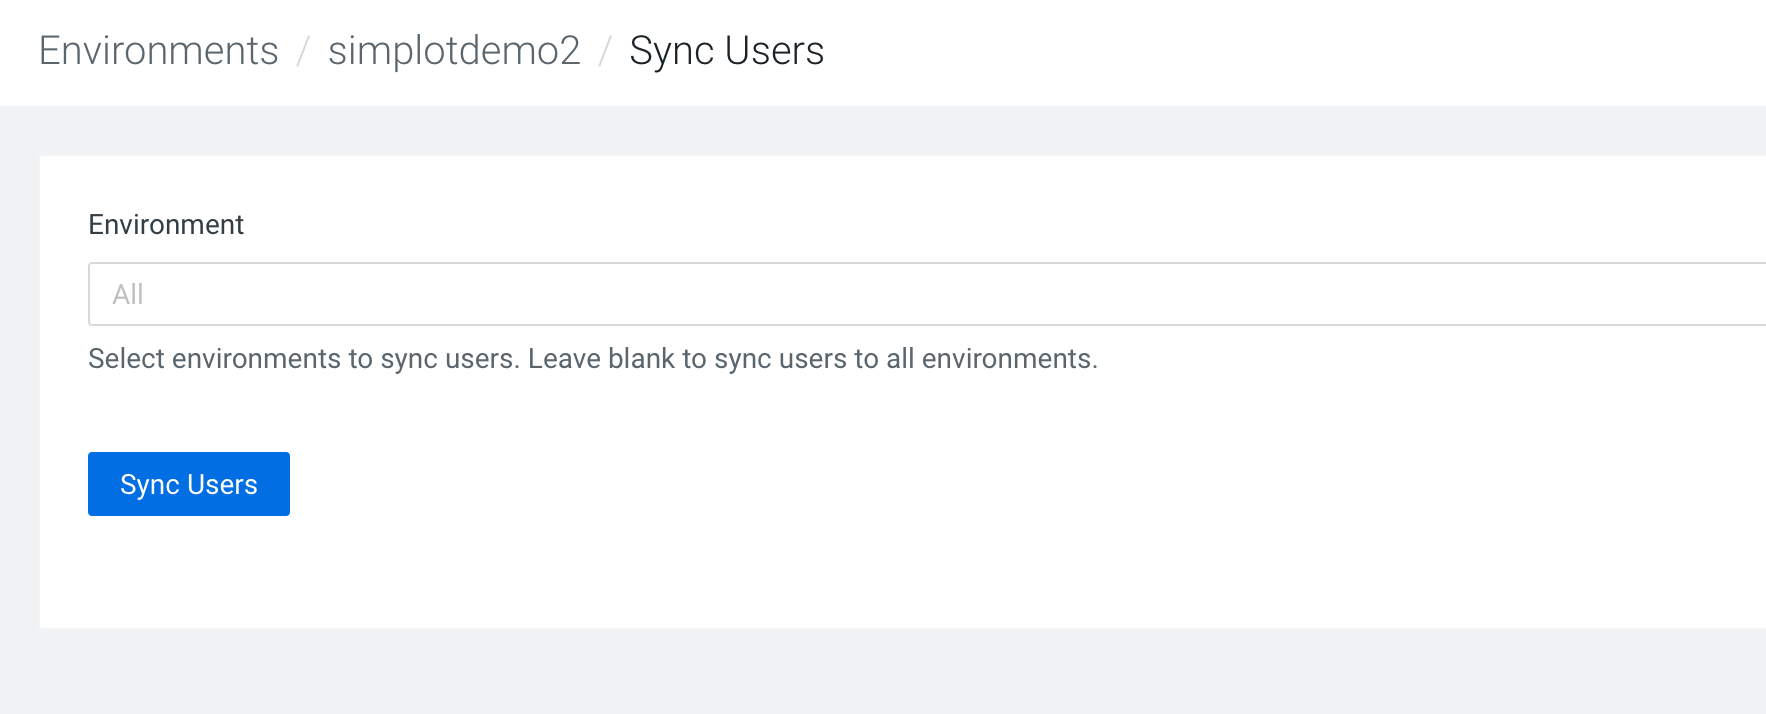 Environments / simplotdemo2 / Sync Users
Environment
All
Select environments to sync users. Leave blank to sync users to all environments.
Sync Users